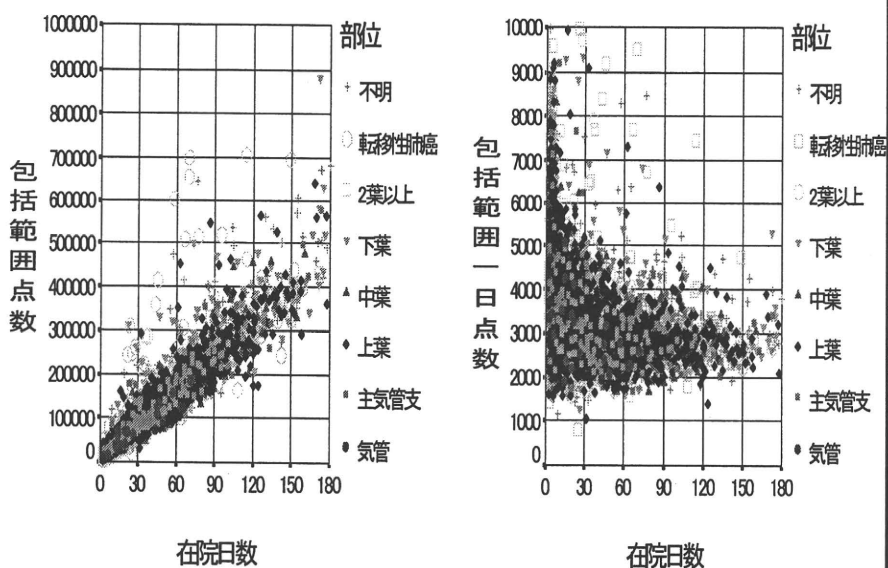 1000000
900000
800000
700000
600000
500000
400000
300000
200000
100000
0
包括範囲点数
0 30 60 90 120 150 180
在院日数
部位
不明
転移性肺癌
2葉以上
下葉
中葉
上葉
主気管支
気管
10000
9000
8000
7000
6000
5000
4000
3000
2000
1000
0
包括範囲一日点数
0 30 60 90 120 150 180
在院日数
部位
不明
転移性肺癌
2葉以上
下葉
中葉
上葉
主気管支
気管